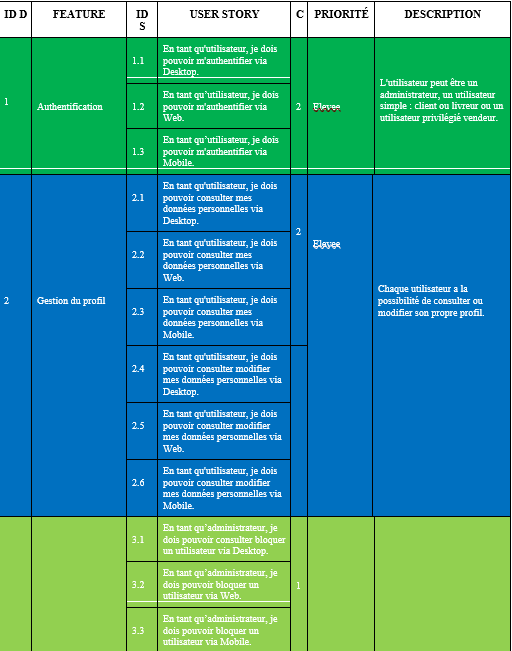 ID D FEATURE ID S USER STORY C PRIORITÉ DESCRIPTION
1
Authentification
1.1
En tant qu'utilisateur, je dois
pouvoir m'authentifier via
Desktop.
1.2
En tant qu’utilisateur, je dois
pouvoir m'authentifier via
Web.
1.3
En tant qu’utilisateur, je dois
pouvoir m'authentifier via
Mobile.
2
Elevee
L'utilisateur peut être un
administrateur, un utilisateur
simple : client ou livreur ou un
utilisateur privilégié vendeur.
2
Gestion du profil
2.1
En tant qu'utilisateur, je dois
pouvoir consulter mes
données personnelles via
Desktop.
2.2
En tant qu'utilisateur, je dois
pouvoir consulter mes
données personnelles via
Web.
2.3
En tant qu'utilisateur, je dois
pouvoir consulter mes
données personnelles via
Mobile.
2.4
En tant qu'utilisateur, je dois
pouvoir consulter modifier
mes données personnelles via
Desktop.
2.5
En tant qu'utilisateur, je dois
pouvoir consulter modifier
mes données personnelles via
Web.
2.6
En tant qu'utilisateur, je dois
pouvoir consulter modifier
mes données personnelles via
Mobile.
2
Elevee
Chaque utilisateur a la
possibilité de consulter ou
modifier son propre profil.
3.1
En tant qu’administrateur, je
dois pouvoir consulter bloquer
un utilisateur via Desktop.
3.2
En tant qu’administrateur, je
dois pouvoir bloquer un
utilisateur via Web.
3.3
En tant qu’administrateur, je
dois pouvoir bloquer un
utilisateur via Mobile.
1